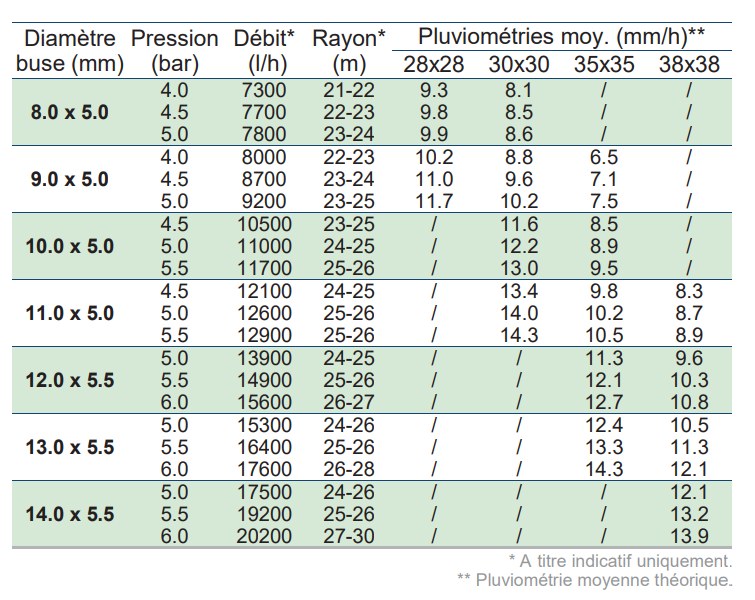 Diamètre Pression Débit* Rayon* Pluviométries moy. (mm/h)**
buse (mm) (bar) (l/h) (m) 28x28 30x30 35x35 38x38
4.0 7300 21-22 9.3 8.1 / /
8.0 x 5.0 4.5 7700 22-23 9.8 8.5 / /
5.0 7800 23-24 9.9 8.6 / /
4.0 8000 22-23 10.2 8.8 6.5 /
9.0 x 5.0 4.5 8700 23-24 11.0 9.6 7.1 /
5.0 9200 23-25 11.7 10.2 7.5 /
4.5 10500 23-25 / 11.6 8.5 /
10.0 x 5.0 5.0 11000 24-25 / 12.2 8.9 /
5.5 11700 25-26 / 13.0 9.5 /
4.5 12100 24-25 / 13.4 9.8 8.3
11.0 x 5.0 5.0 12600 25-26 / 14.0 10.2 8.7
5.5 12900 25-26 / 14.3 10.5 8.9
5.0 13900 24-25 / / 11.3 9.6
12.0 x 5.5 5.5 14900 25-26 / / 12.1 10.3
6.0 15600 26-27 / / 12.7 10.8
5.0 15300 24-26 / / 12.4 10.5
13.0 x 5.5 5.5 16400 25-26 / / 13.3 11.3
6.0 17600 26-28 / / 14.3 12.1
5.0 17500 24-26 / / / 12.1
14.0 x 5.5 5.5 19200 25-26 / / / 13.2
6.0 20200 27-30 / / / 13.9
* A titre indicatif uniquement.
** Pluviométrie moyenne théorique.